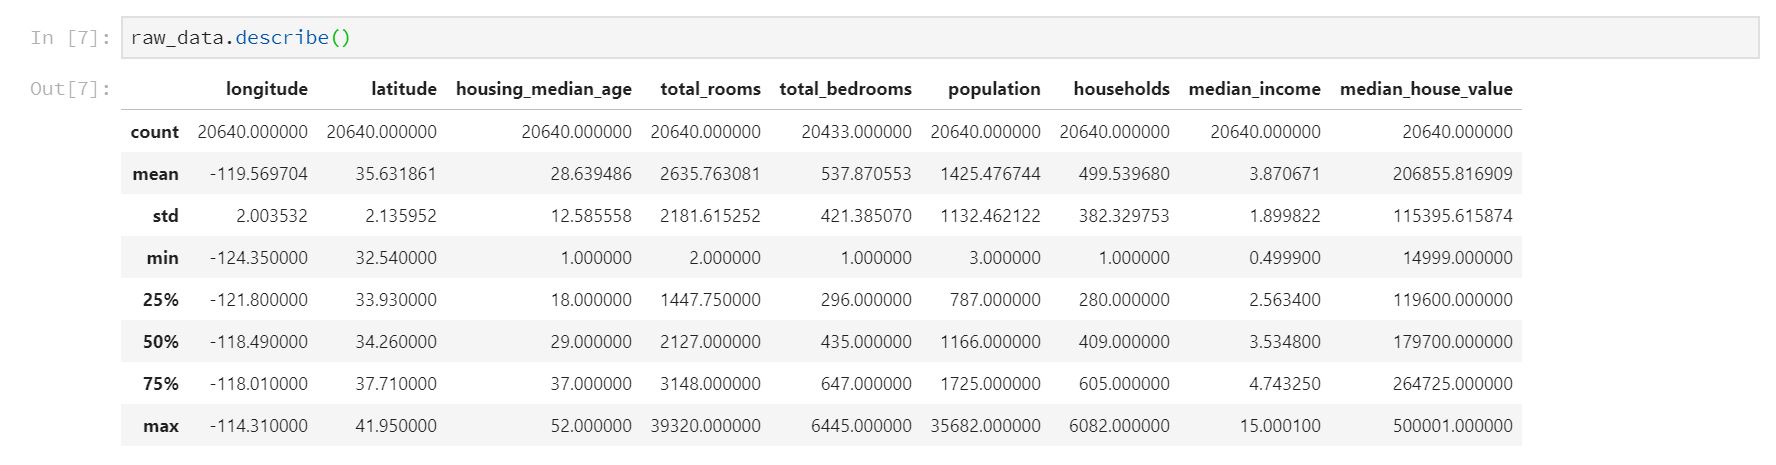 In [7]: raw_data.describe()
Out[7]:
longitude latitude housing_median_age total_rooms total_bedrooms population households median_income median_house_value
count 20640.000000 20640.000000 20640.000000 20640.000000 20433.000000 20640.000000 20640.000000 20640.000000 20640.000000
mean -119.569704 35.631861 28.639486 2635.763081 537.870553 1425.476744 499.539680 3.870671 206855.816909
std 2.003532 2.135952 12.585558 2181.615252 421.385070 1132.462122 382.329753 1.899822 115395.615874
min -124.350000 32.540000 1.000000 2.000000 1.000000 3.000000 1.000000 0.499900 14999.000000
25% -121.800000 33.930000 18.000000 1447.750000 296.000000 787.000000 280.000000 2.563400 119600.000000
50% -118.490000 34.260000 29.000000 2127.000000 435.000000 1166.000000 409.000000 3.534800 179700.000000
75% -118.010000 37.710000 37.000000 3148.000000 647.000000 1725.000000 605.000000 4.743250 264725.000000
max -114.310000 41.950000 52.000000 39320.000000 6445.000000 35682.000000 6082.000000 15.000100 500001.000000